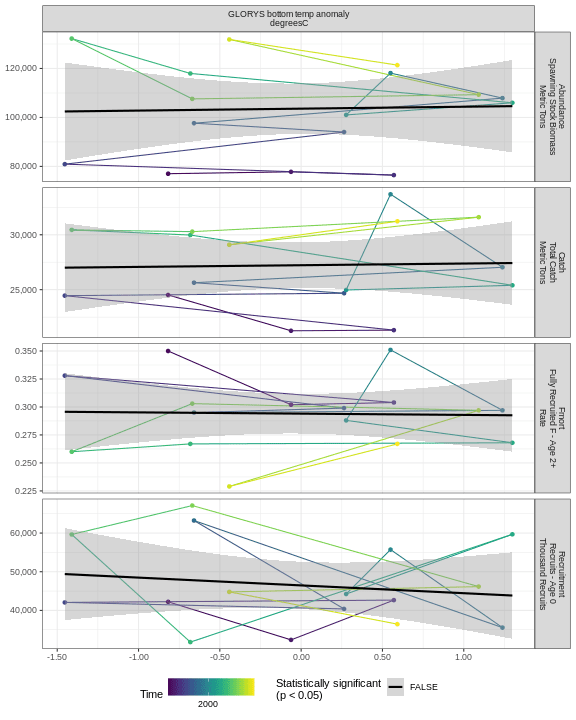 GLORYS bottom temp anomaly
degreesC
120,000
100,000
80,000
Abundance
Spawning Stock Biomass
Metric Tons
30,000
25,000
Catch
Total Catch
Metric Tons
0.350
0.325
0.300
0.275
0.250
0.225
Fmort
Fully Recruited F - Age 2+
Rate
60,000
50,000
40,000
Recruitment
Recruits - Age 0
Thousand Recruits
-1.50
-1.00
-0.50
0.00
0.50
1.00
Time
2000
Statistically significant
(p < 0.05)
FALSE